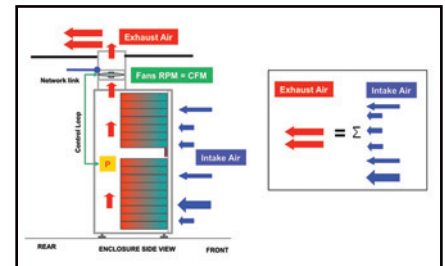 Exhaust Air
Network link
Fans RPM = CFM
Control Loop
P
Intake Air
REAR
ENCLOSURE SIDE VIEW
FRONT
Exhaust Air
Intake Air
= Σ